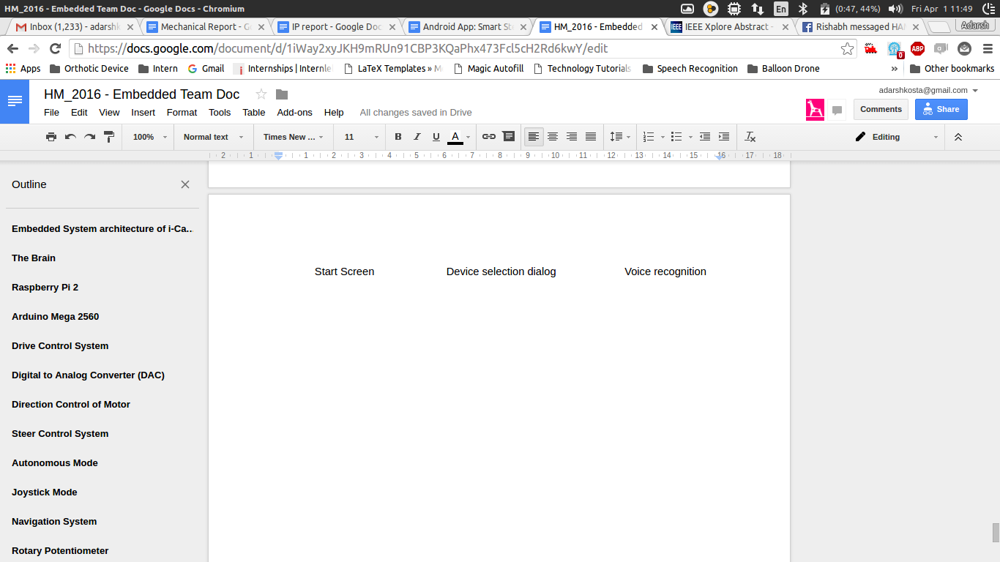 HM_2016 - Embedded Team Doc - Google Docs - Chromium
En (0:47, 44%) Fri Apr 1 11:49
Inbox (1,233) - adarshk Mechanical Report - G IP report - Google Doc Android App: Smart St HM_2016 - Embedded IEEE IEEE Xplore Abstract - Rishabh messaged HA Adarsh
https://docs.google.com/document/d/1iWay2xyJKH9mRUn91CBP3KQaPhx473Fcl5cH2Rd6kwY/edit 0 ABP
Apps Orthotic Device Intern Gmail Internships | Internle LaTeX Templates » M Magic Autofill Technology Tutorials Speech Recognition Balloon Drone » Other bookmarks
HM_2016 - Embedded Team Doc
adarshkosta@gmail.com
File Edit View Insert Format Tools Table Add-ons Help All changes saved in Drive
Comments Share
100% Normal text Times New ... 11 B I U A Editing
2 1 1 2 3 4 5 6 7 8 9 10 11 12 13 14 15 16 17 18
Outline
Embedded System architecture of i-Ca...
The Brain
Raspberry Pi 2
Arduino Mega 2560
Drive Control System
Digital to Analog Converter (DAC)
Direction Control of Motor
Steer Control System
Autonomous Mode
Joystick Mode
Navigation System
Rotary Potentiometer
Start Screen Device selection dialog Voice recognition